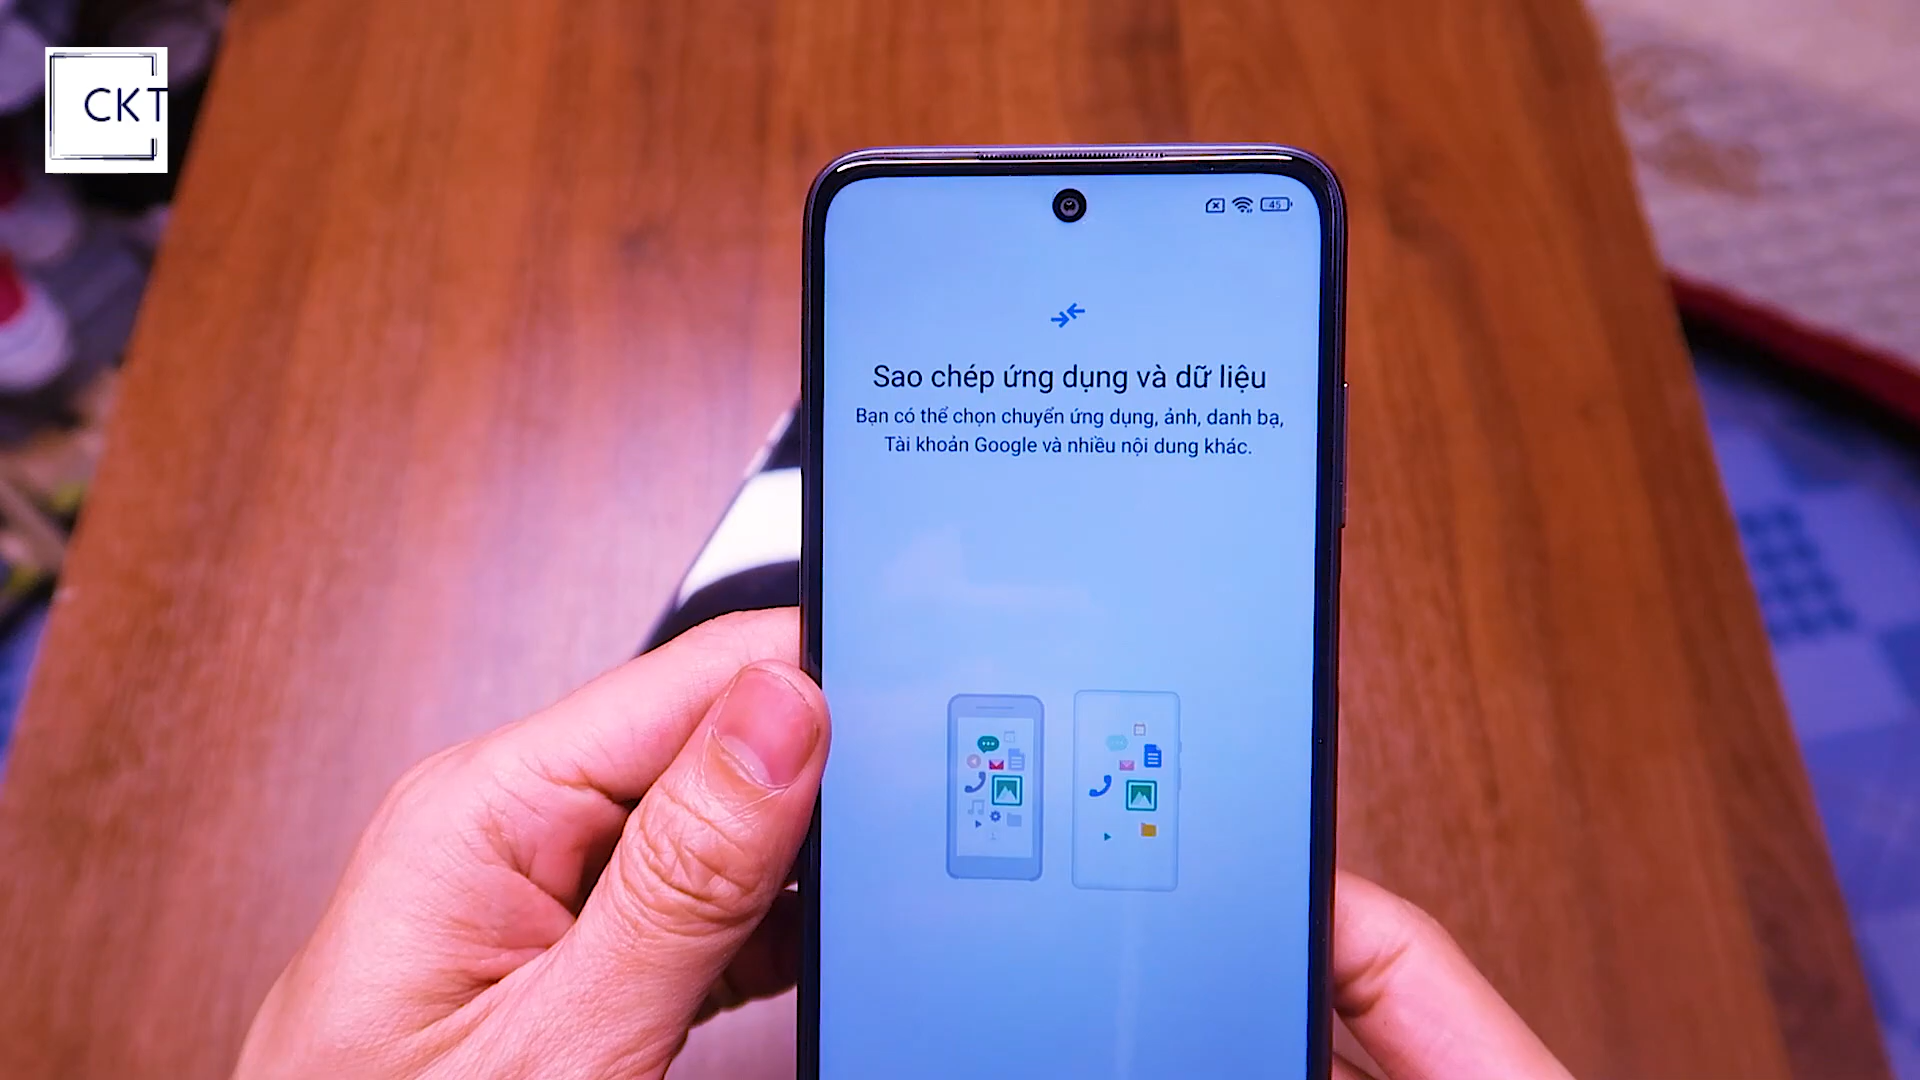 CKT
45
Sao chép ứng dụng và dữ liệu
Bạn có thể chọn chuyển ứng dụng, ảnh, danh bạ,
Tài khoản Google và nhiều nội dung khác.